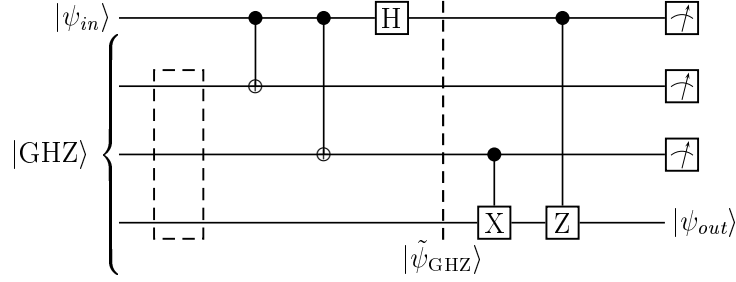 |ψ_in⟩
H
|GHZ⟩
X
Z
|ψ_out⟩
|ψ̃_GHZ⟩